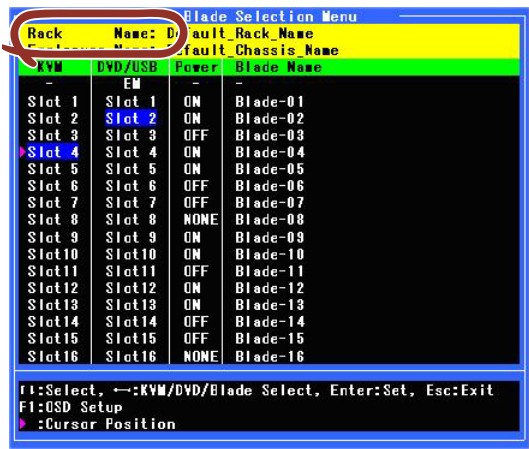 Blade Selection Menu
Rack Name: Default_Rack_Name
Enclosure Name: Default_Chassis_Name
KVM DVD/USB Power Blade Name
- EM - -
Slot 1 Slot 1 ON Blade-01
Slot 2 Slot 2 ON Blade-02
Slot 3 Slot 3 OFF Blade-03
Slot 4 Slot 4 ON Blade-04
Slot 5 Slot 5 ON Blade-05
Slot 6 Slot 6 OFF Blade-06
Slot 7 Slot 7 OFF Blade-07
Slot 8 Slot 8 NONE Blade-08
Slot 9 Slot 9 ON Blade-09
Slot10 Slot10 ON Blade-10
Slot11 Slot11 OFF Blade-11
Slot12 Slot12 ON Blade-12
Slot13 Slot13 ON Blade-13
Slot14 Slot14 OFF Blade-14
Slot15 Slot15 OFF Blade-15
Slot16 Slot16 NONE Blade-16
↑↓:Select, ←→:KVM/DVD/Blade Select, Enter:Set, Esc:Exit
F1:OSD Setup
:Cursor Position